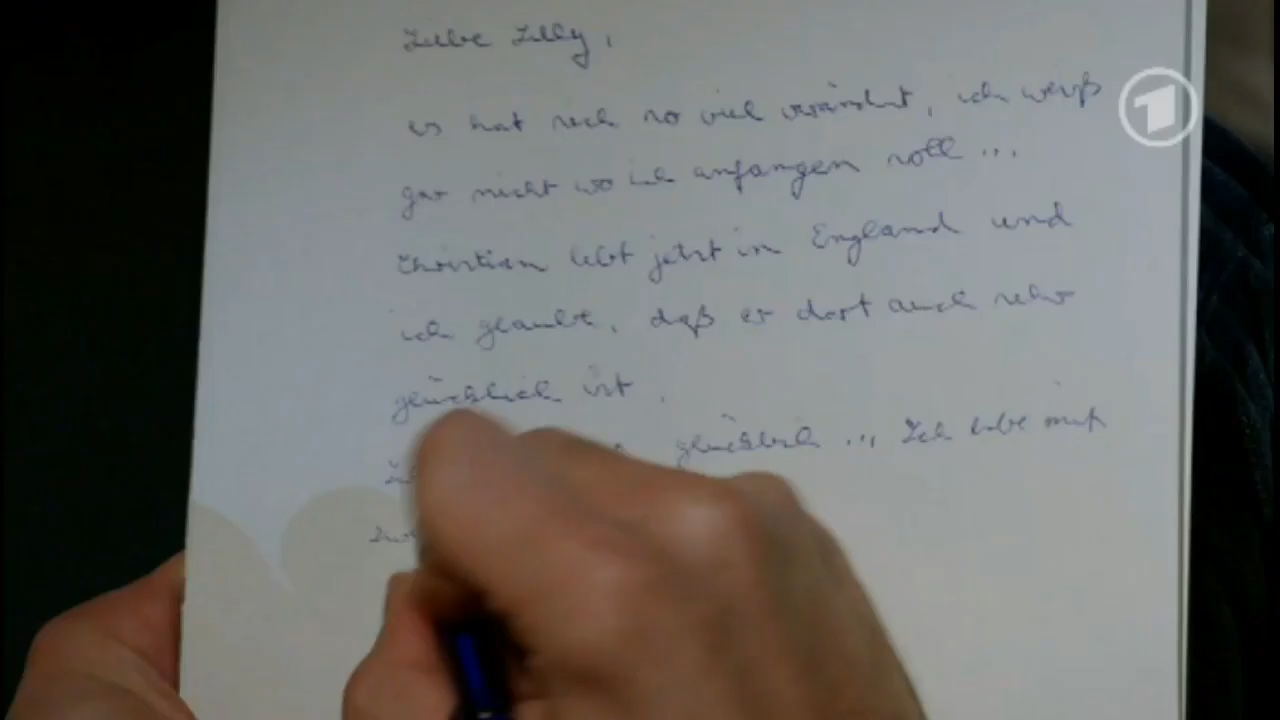 Liebe Lilly,
es hat sich so viel verändert, ich weiß
gar nicht wo ich anfangen soll ...
Christian lebt jetzt in England und
ich glaube, daß er dort auch sehr
glücklich ist.
glücklich ... Ich habe mit
1